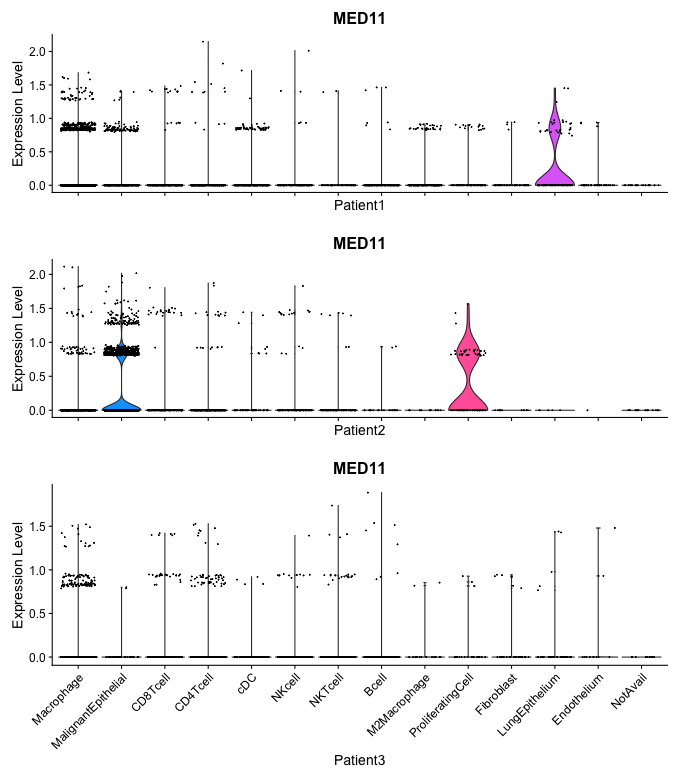 MED11
Expression Level
2.0
1.5
1.0
0.5
0.0
Patient1
MED11
Expression Level
2.0
1.5
1.0
0.5
0.0
Patient2
MED11
Expression Level
1.5
1.0
0.5
0.0
Macrophage
MalignantEpithelial
CD8Tcell
CD4Tcell
cDC
NKcell
NKTcell
Bcell
M2Macrophage
ProliferatingCell
Fibroblast
LungEpithelium
Endothelium
NotAvail
Patient3